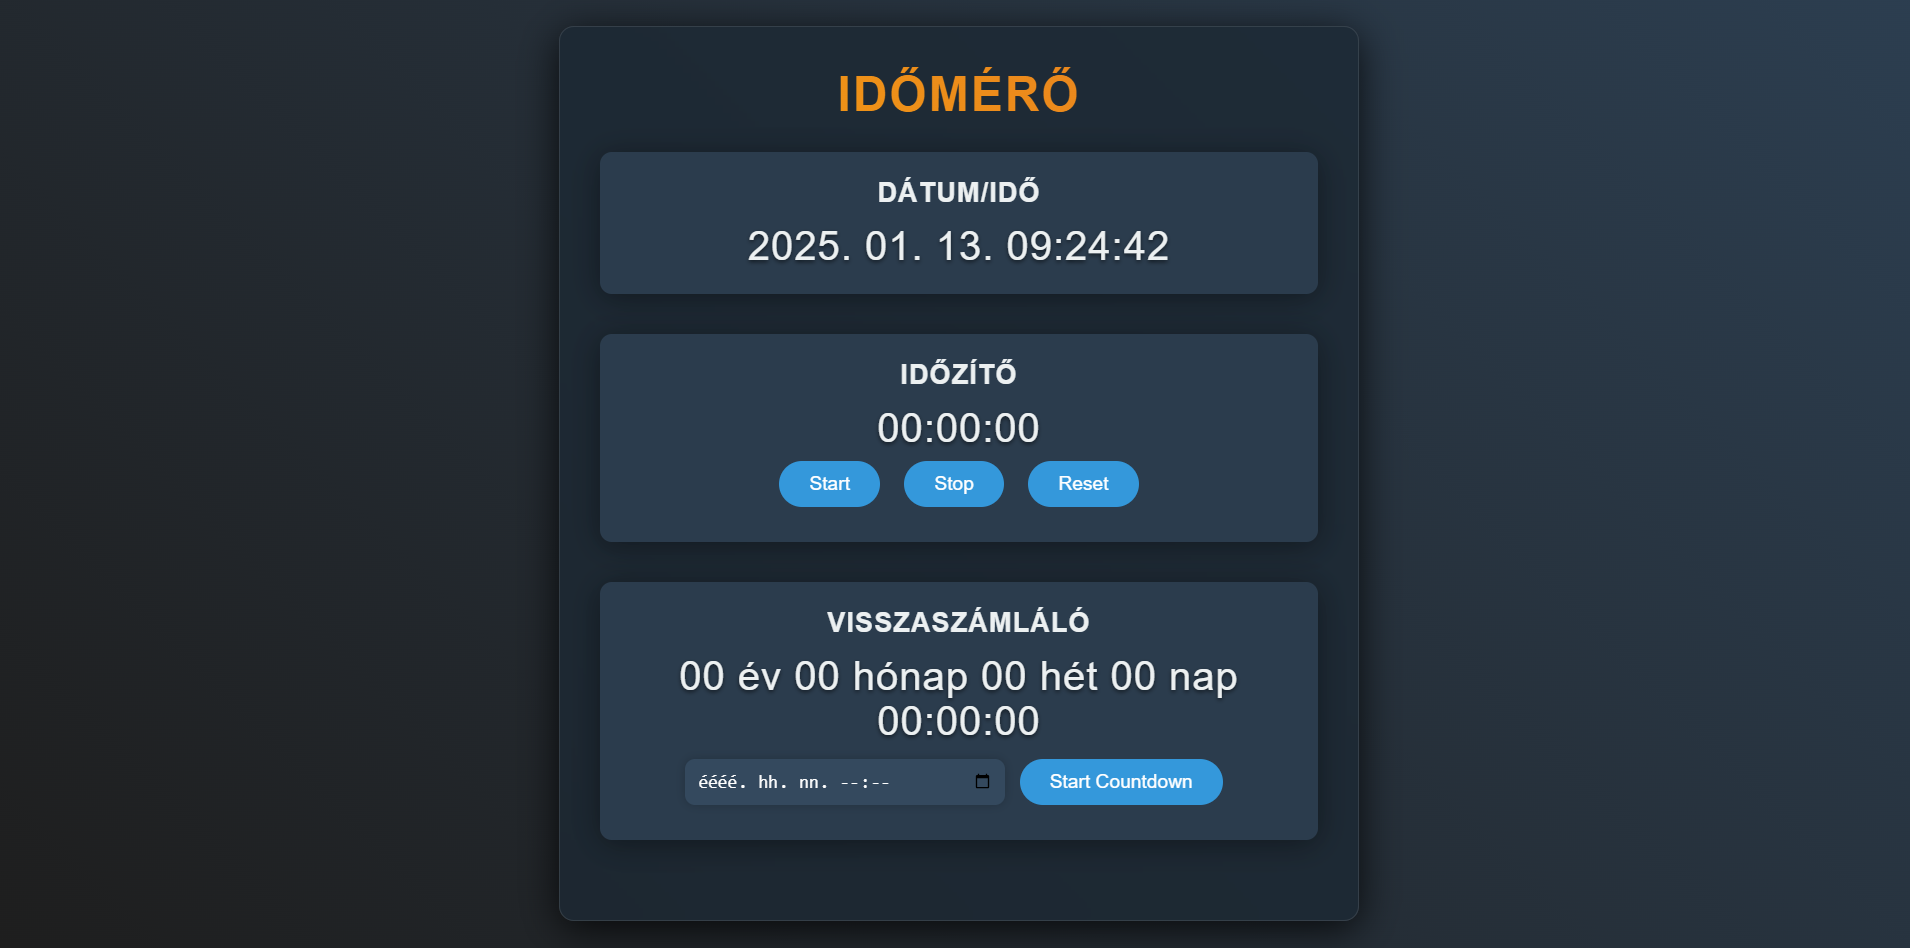 IDŐMÉRŐ
DÁTUM/IDŐ
2025. 01. 13. 09:24:42
IDŐZÍTŐ
00:00:00
Start Stop Reset
VISSZASZÁMLÁLÓ
00 év 00 hónap 00 hét 00 nap
00:00:00
éééé. hh. nn. --:-- Start Countdown